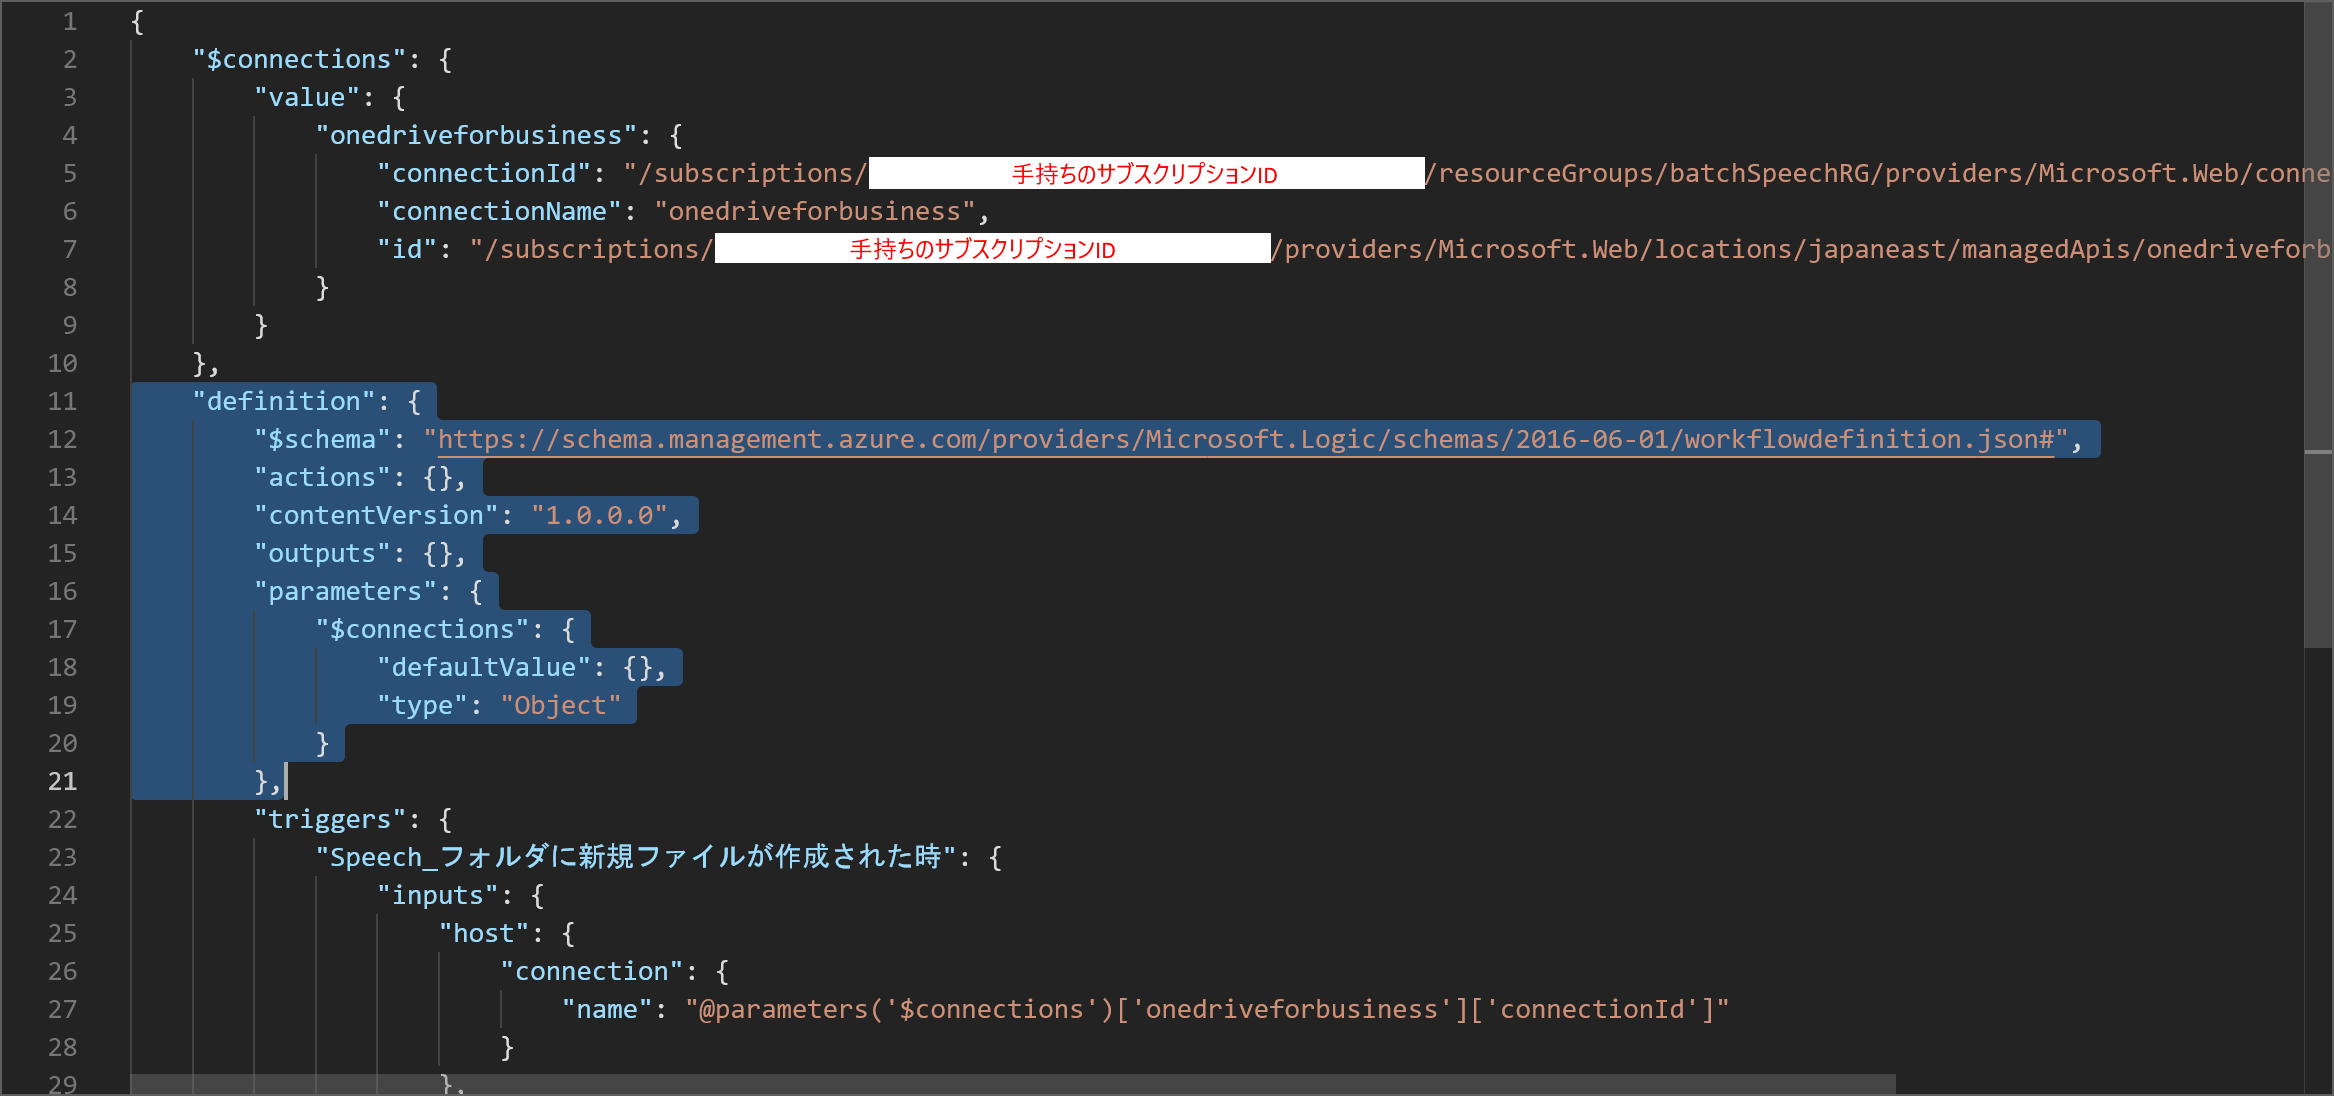 1 {
2 "$connections": {
3 "value": {
4 "onedriveforbusiness": {
5 "connectionId": "/subscriptions/手持ちのサブスクリプションID/resourceGroups/batchSpeechRG/providers/Microsoft.Web/conne
6 "connectionName": "onedriveforbusiness",
7 "id": "/subscriptions/手持ちのサブスクリプションID/providers/Microsoft.Web/locations/japaneast/managedApis/onedriveforb
8 }
9 }
10 },
11 "definition": {
12 "$schema": "https://schema.management.azure.com/providers/Microsoft.Logic/schemas/2016-06-01/workflowdefinition.json#",
13 "actions": {},
14 "contentVersion": "1.0.0.0",
15 "outputs": {},
16 "parameters": {
17 "$connections": {
18 "defaultValue": {},
19 "type": "Object"
20 }
21 },
22 "triggers": {
23 "Speech_フォルダに新規ファイルが作成された時": {
24 "inputs": {
25 "host": {
26 "connection": {
27 "name": "@parameters('$connections')['onedriveforbusiness']['connectionId']"
28 }
29 },